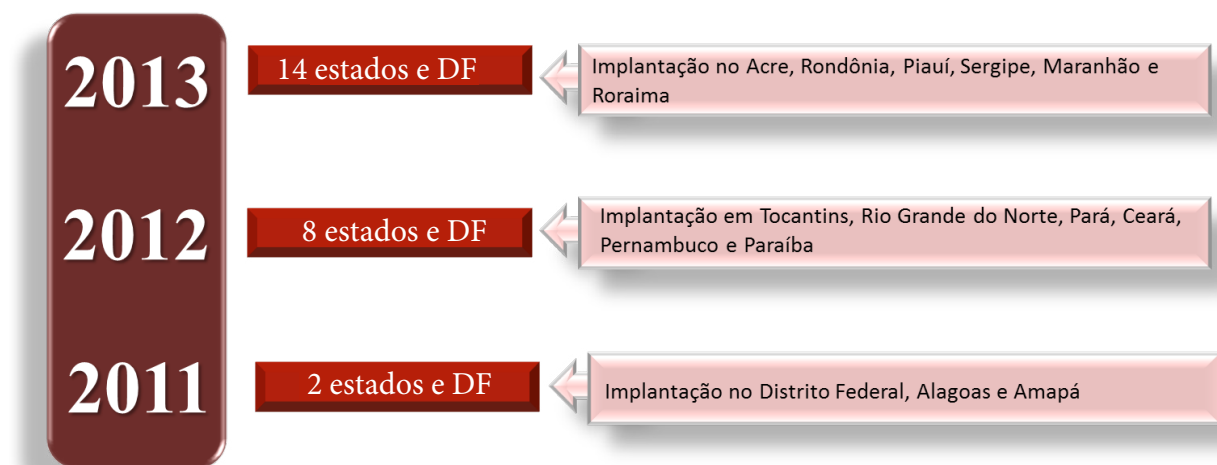 2013
14 estados e DF
Implantação no Acre, Rondônia, Piauí, Sergipe, Maranhão e
Roraima
2012
8 estados e DF
Implantação em Tocantins, Rio Grande do Norte, Pará, Ceará,
Pernambuco e Paraíba
2011
2 estados e DF
Implantação no Distrito Federal, Alagoas e Amapá